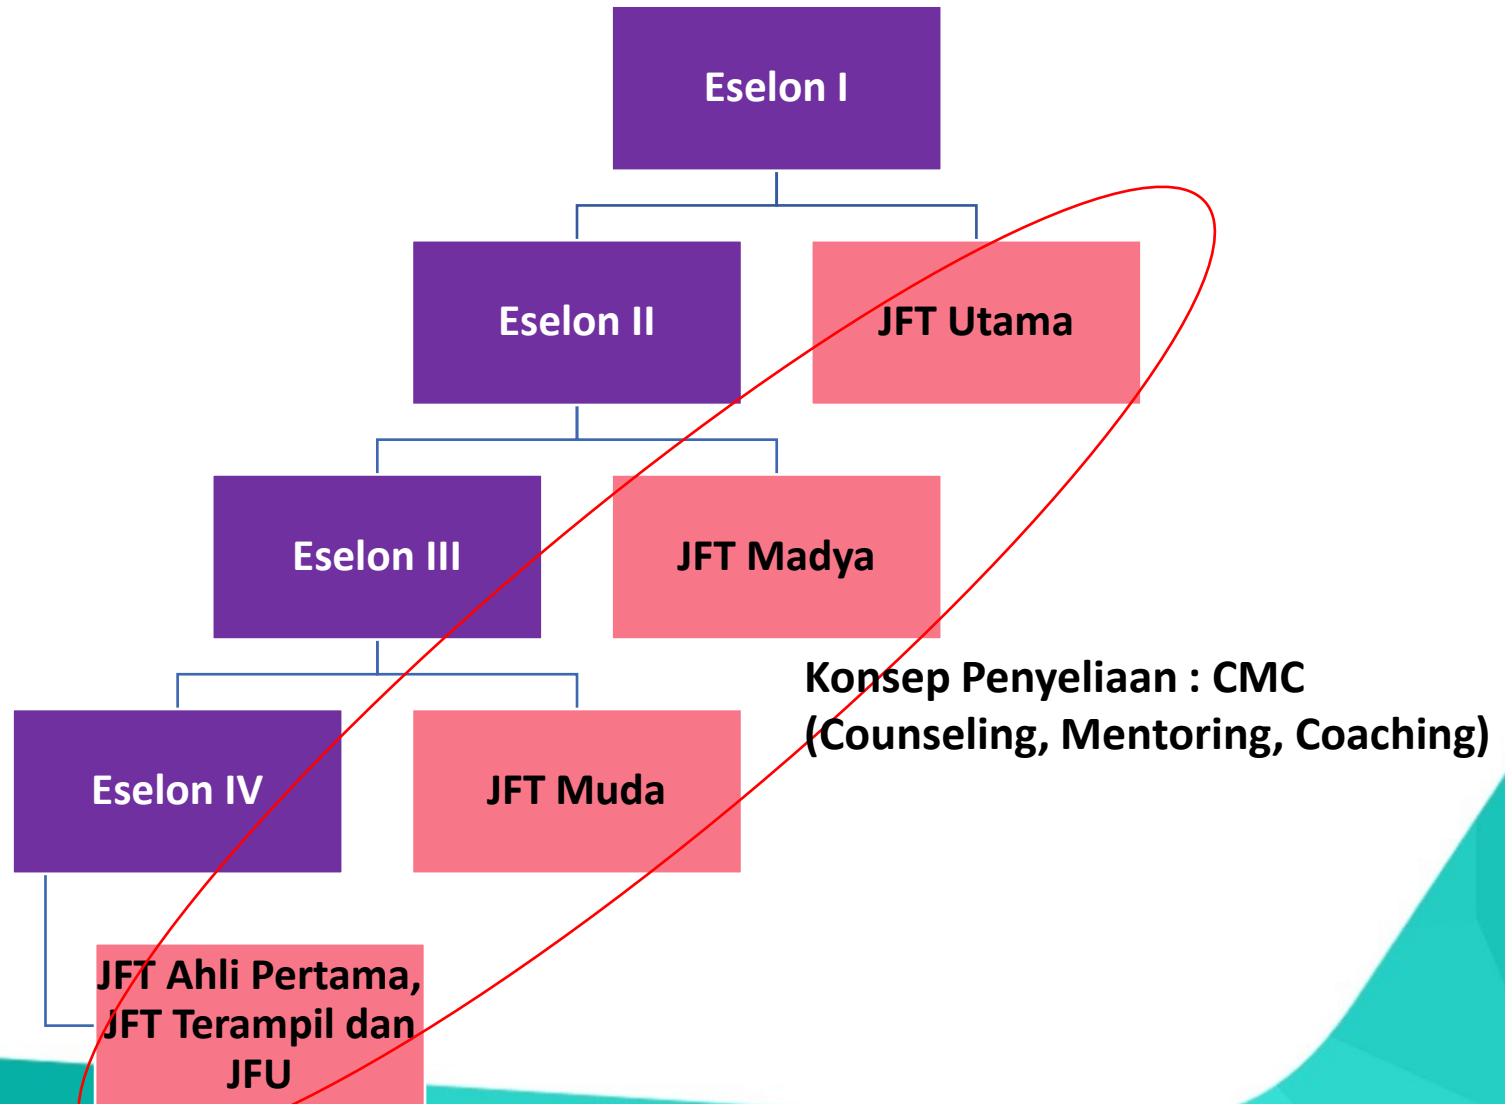 Eselon I
Eselon II
JFT Utama
Eselon III
JFT Madya
Konsep Penyeliaan : CMC
(Counseling, Mentoring, Coaching)
Eselon IV
JFT Muda
JFT Ahli Pertama,
JFT Terampil dan
JFU